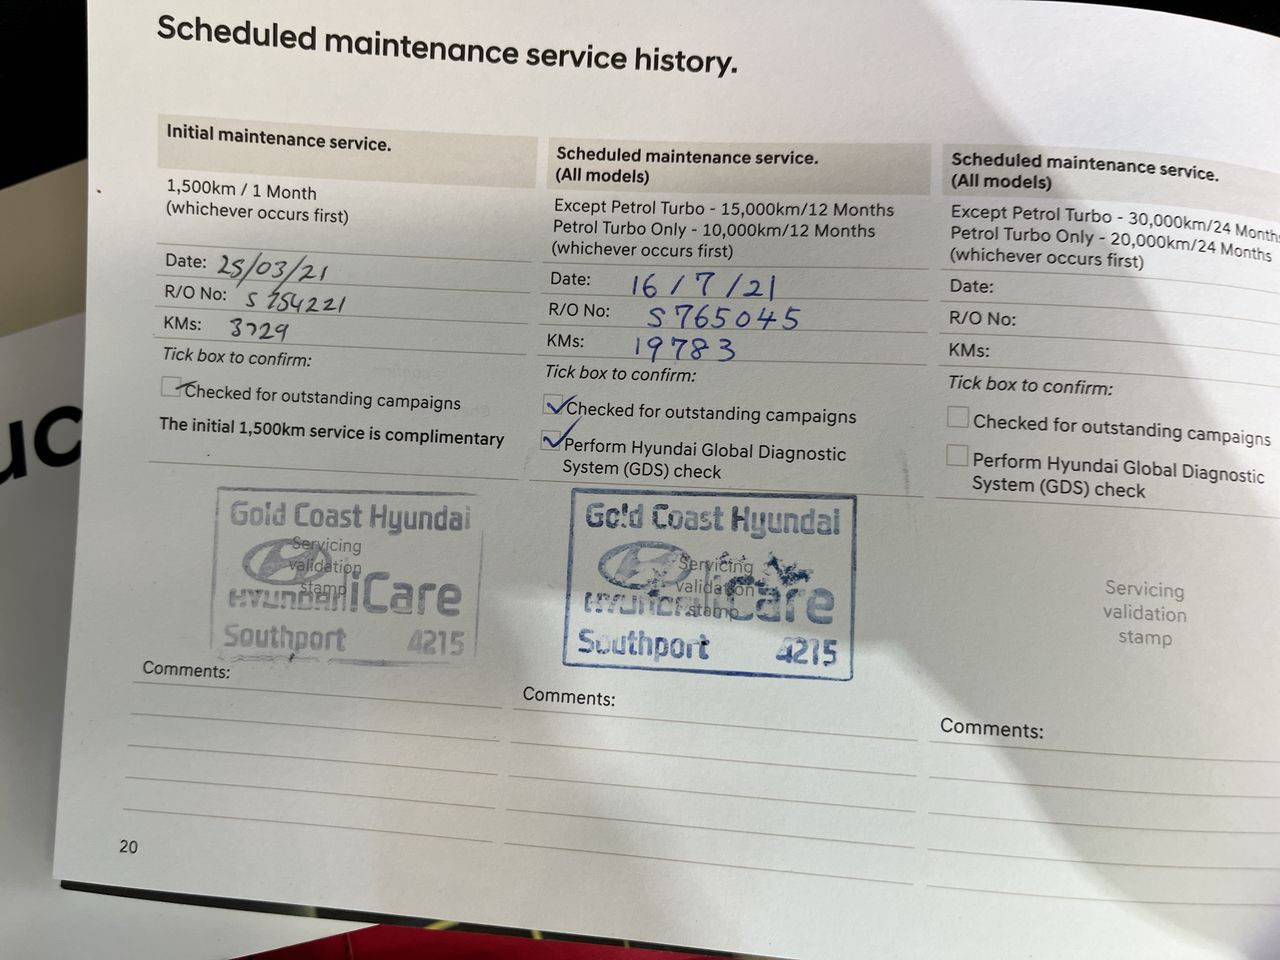 Scheduled maintenance service history.
Initial maintenance service.
1,500km / 1 Month
(whichever occurs first)
Date: 25/03/21
R/O No: S754221
KMs: 3729
Tick box to confirm:
Checked for outstanding campaigns
The initial 1,500km service is complimentary
Gold Coast Hyundai
Servicing
validation
stamp
HYUNDAI iCare
Southport 4215
Comments:
Scheduled maintenance service.
(All models)
Except Petrol Turbo - 15,000km/12 Months
Petrol Turbo Only - 10,000km/12 Months
(whichever occurs first)
Date: 16/7/21
R/O No: S765045
KMs: 19783
Tick box to confirm:
Checked for outstanding campaigns
Perform Hyundai Global Diagnostic
System (GDS) check
Gold Coast Hyundai
Servicing
validation
stamp
HYUNDAI iCare
Southport 4215
Comments:
Scheduled maintenance service.
(All models)
Except Petrol Turbo - 30,000km/24 Months
Petrol Turbo Only - 20,000km/24 Months
(whichever occurs first)
Date:
R/O No:
KMs:
Tick box to confirm:
Checked for outstanding campaigns
Perform Hyundai Global Diagnostic
System (GDS) check
Servicing
validation
stamp
Comments:
20
uc